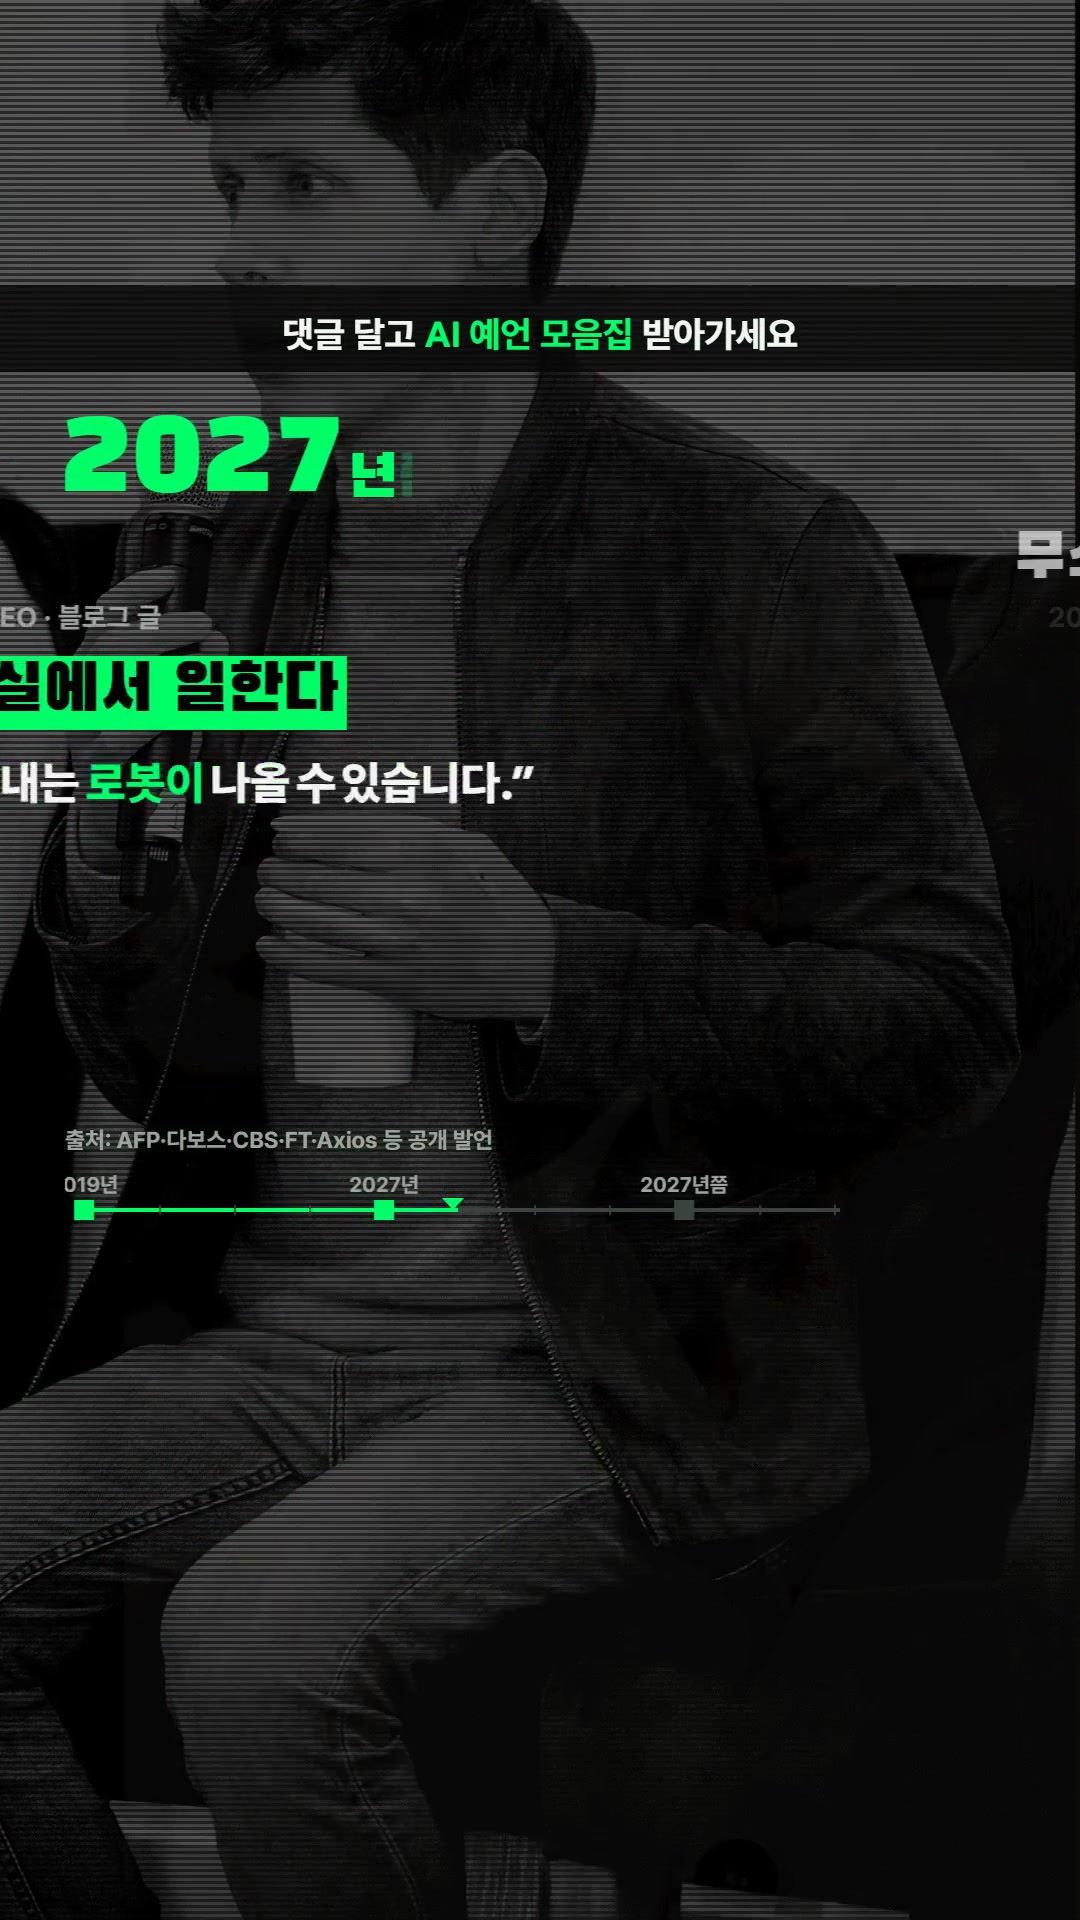 댓글 달고 AI 예언 모음집 받아가세요
2027년
EO · 블로그 글
실에서 일한다
내는 로봇이 나올 수 있습니다.”
출처: AFP·다보스·CBS·FT·Axios 등 공개 발언
019년 2027년 2027년쯤